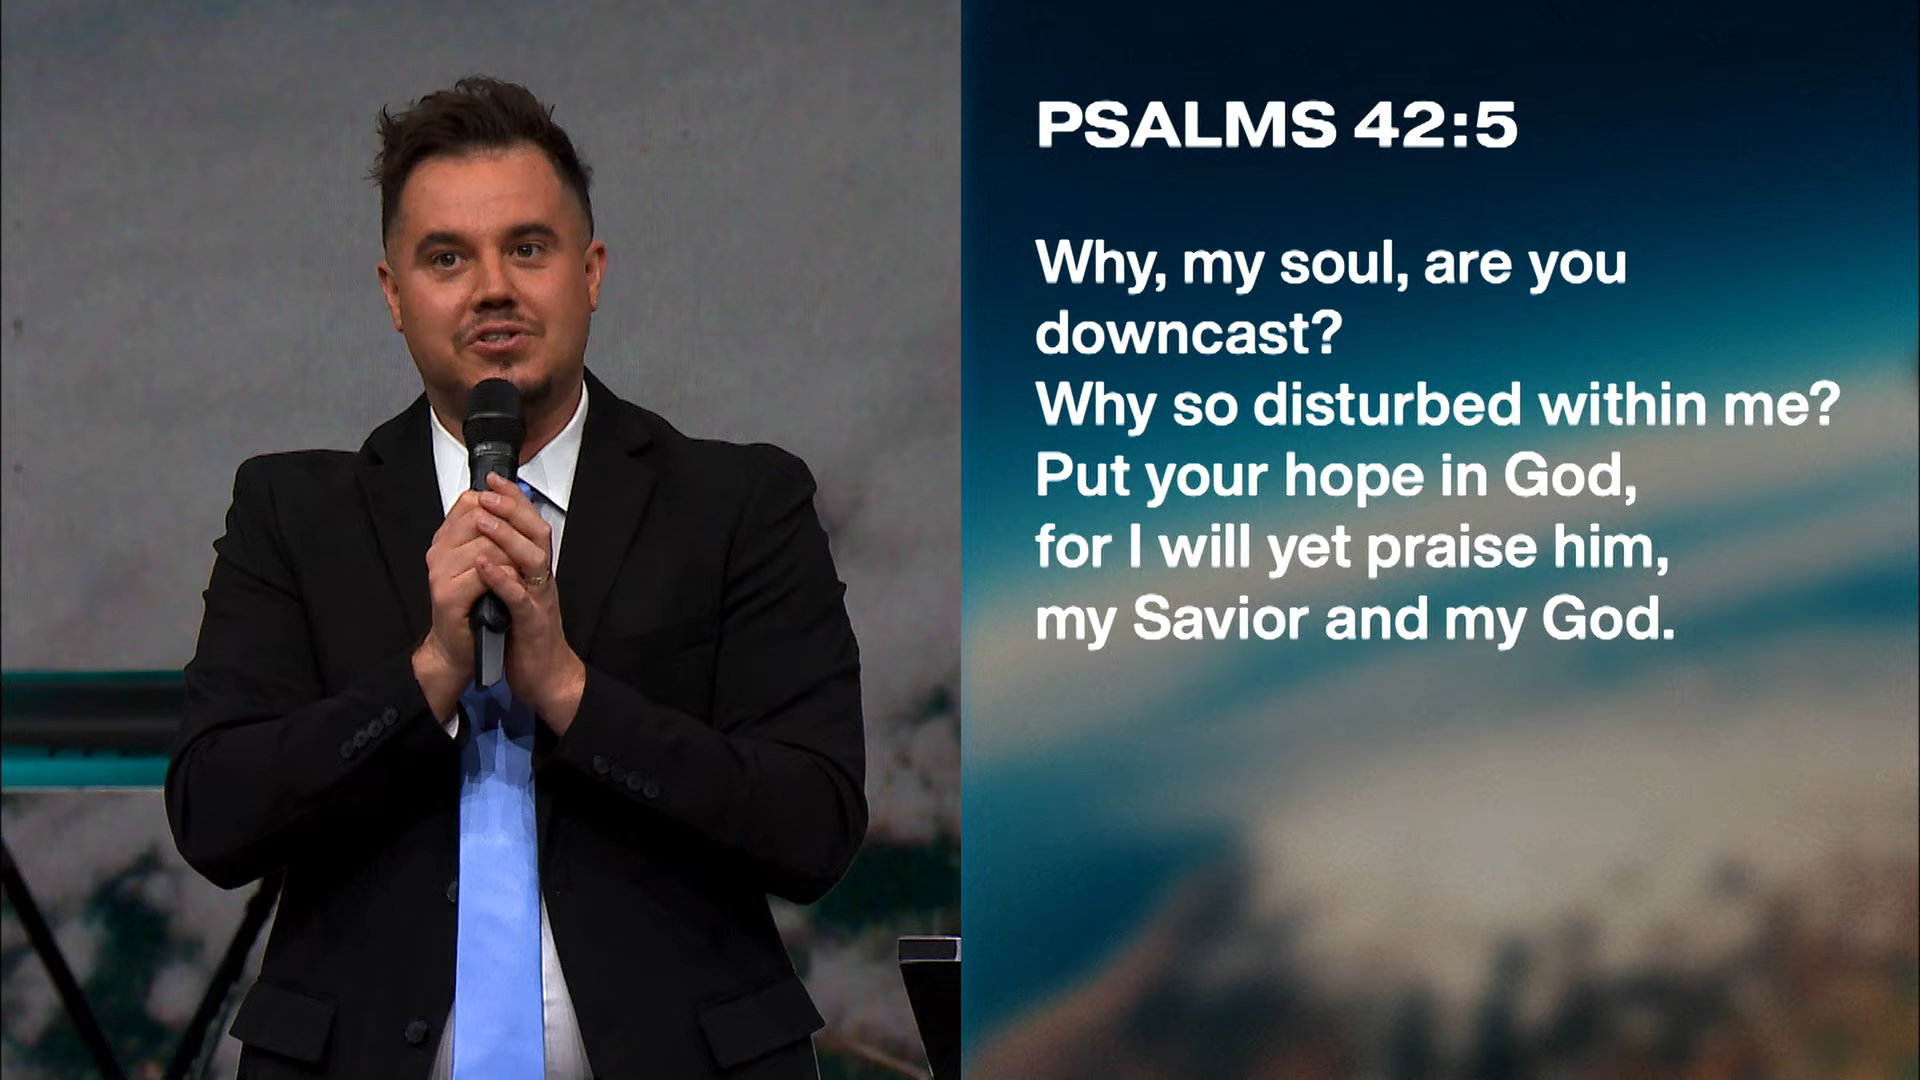 PSALMS 42:5
Why, my soul, are you
downcast?
Why so disturbed within me?
Put your hope in God,
for I will yet praise him,
my Savior and my God.